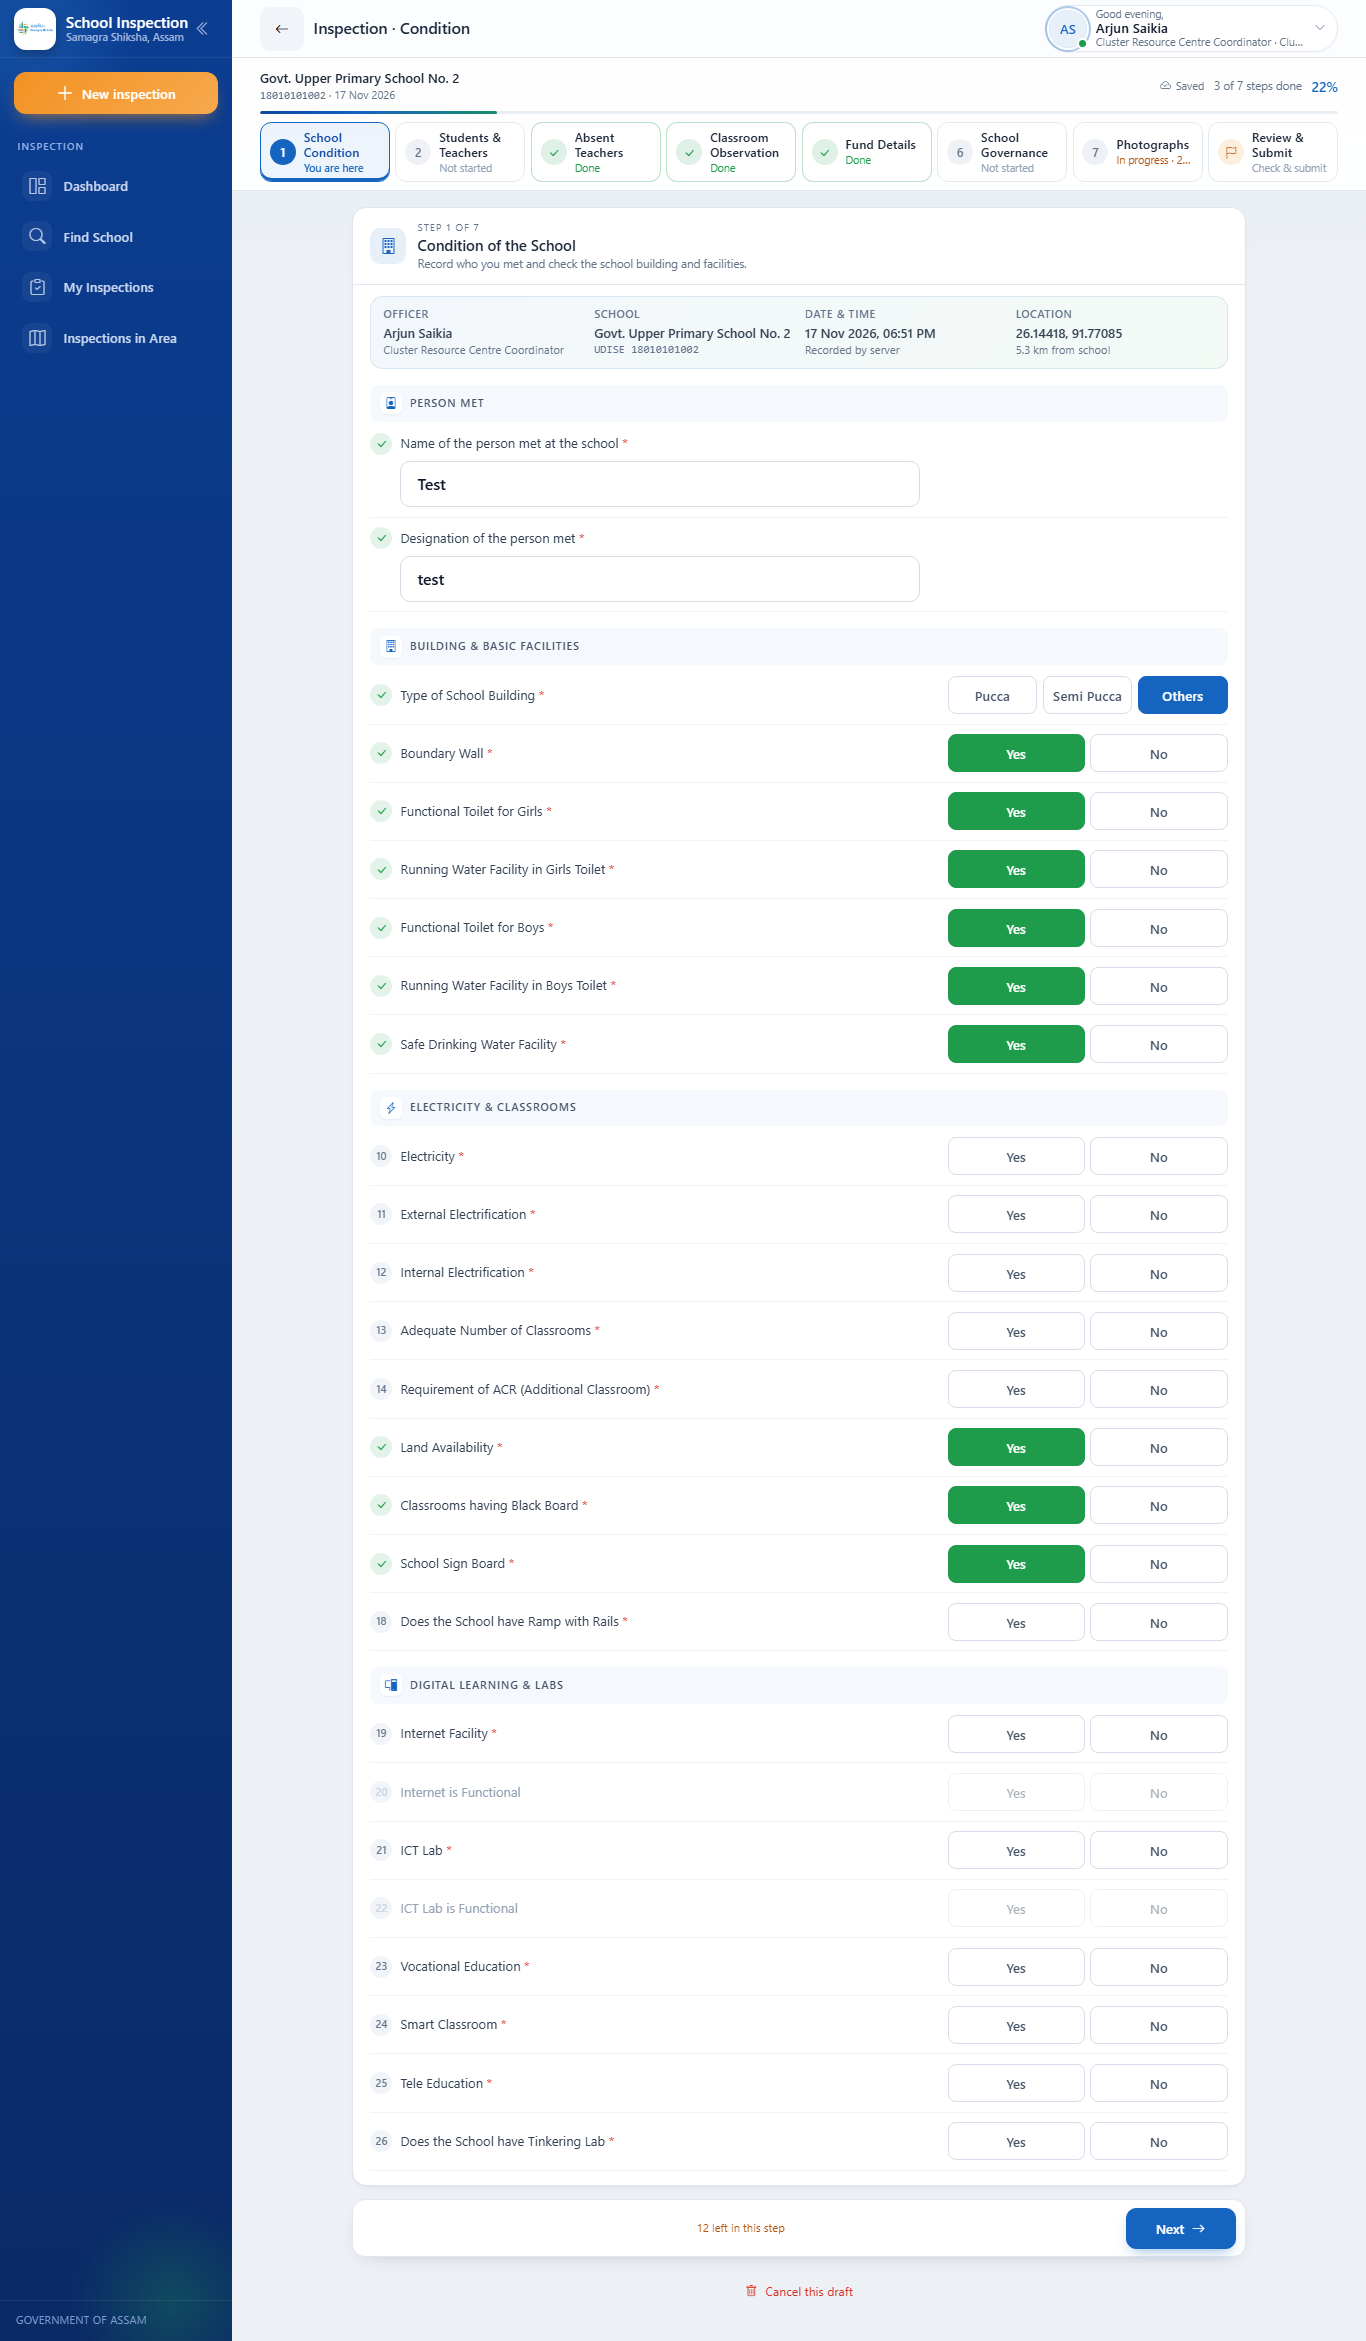 School Inspection
Samagra Shiksha, Assam
New inspection
INSPECTION
Dashboard
Find School
My Inspections
Inspections in Area
GOVERNMENT OF ASSAM
Inspection · Condition
AS
Good evening,
Arjun Saikia
Cluster Resource Centre Coordinator · Clu...
Govt. Upper Primary School No. 2
18010101002 · 17 Nov 2026
Saved 3 of 7 steps done 22%
1 School Condition
You are here
2 Students & Teachers
Not started
Absent Teachers
Done
Classroom Observation
Done
Fund Details
Done
6 School Governance
Not started
7 Photographs
In progress · 2...
Review & Submit
Check & submit
STEP 1 OF 7
Condition of the School
Record who you met and check the school building and facilities.
OFFICER
Arjun Saikia
Cluster Resource Centre Coordinator
SCHOOL
Govt. Upper Primary School No. 2
UDISE 18010101002
DATE & TIME
17 Nov 2026, 06:51 PM
Recorded by server
LOCATION
26.14418, 91.77085
5.3 km from school
PERSON MET
Name of the person met at the school *
Test
Designation of the person met *
test
BUILDING & BASIC FACILITIES
Type of School Building * Pucca Semi Pucca Others
Boundary Wall * Yes No
Functional Toilet for Girls * Yes No
Running Water Facility in Girls Toilet * Yes No
Functional Toilet for Boys * Yes No
Running Water Facility in Boys Toilet * Yes No
Safe Drinking Water Facility * Yes No
ELECTRICITY & CLASSROOMS
10 Electricity * Yes No
11 External Electrification * Yes No
12 Internal Electrification * Yes No
13 Adequate Number of Classrooms * Yes No
14 Requirement of ACR (Additional Classroom) * Yes No
Land Availability * Yes No
Classrooms having Black Board * Yes No
School Sign Board * Yes No
18 Does the School have Ramp with Rails * Yes No
DIGITAL LEARNING & LABS
19 Internet Facility * Yes No
20 Internet is Functional Yes No
21 ICT Lab * Yes No
22 ICT Lab is Functional Yes No
23 Vocational Education * Yes No
24 Smart Classroom * Yes No
25 Tele Education * Yes No
26 Does the School have Tinkering Lab * Yes No
12 left in this step
Next
Cancel this draft